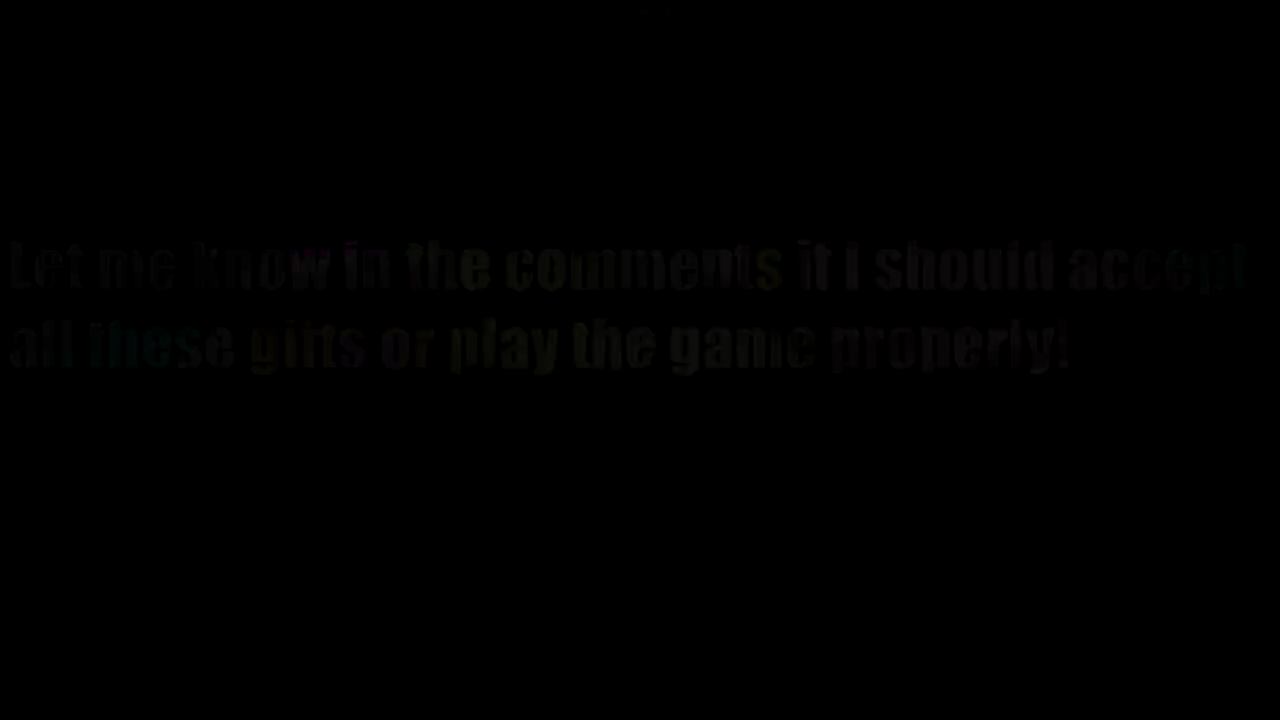 Let me know in the comments if I should accept
all these gifts or play the game properly!